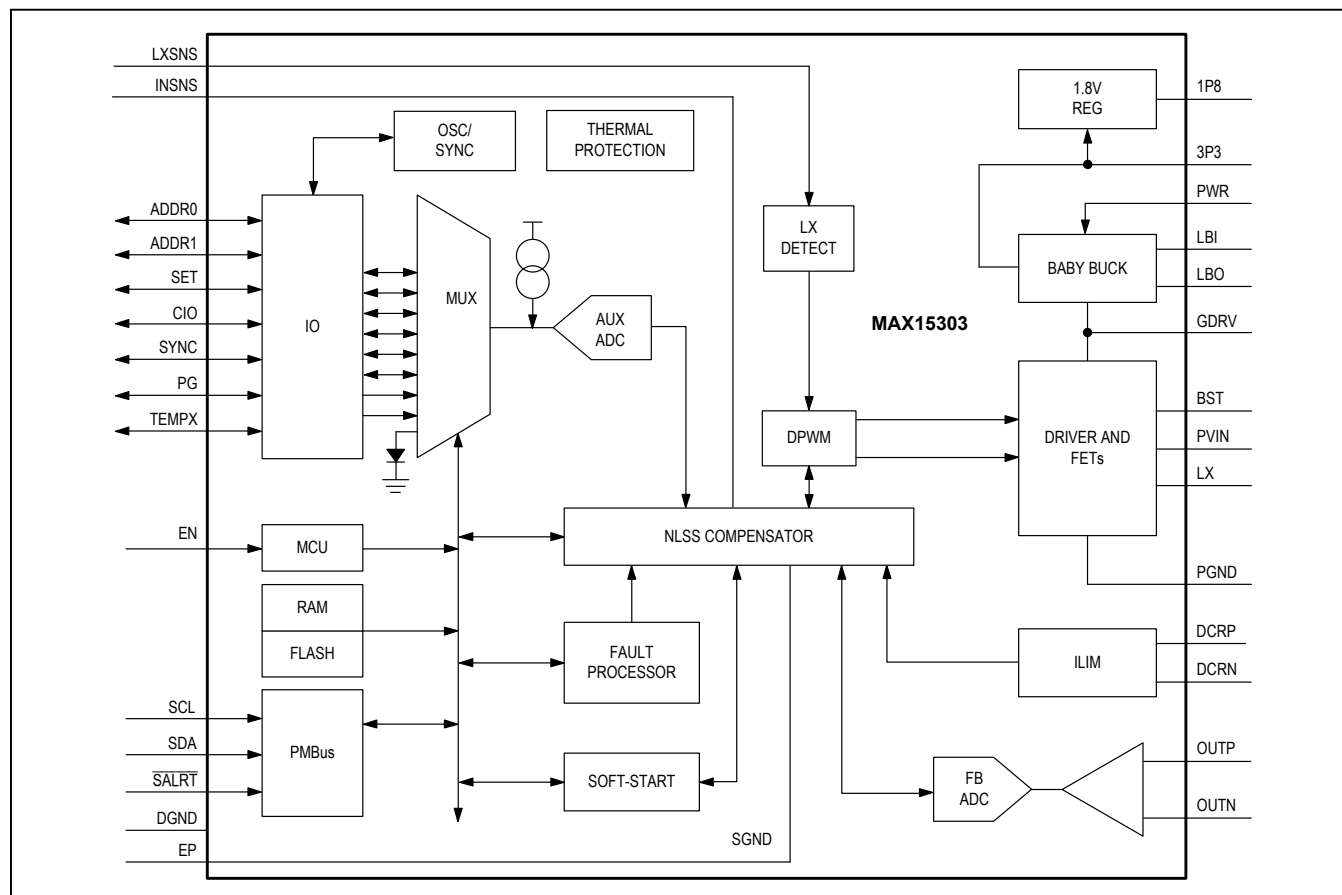 LXSNS
INSNS
OSC/
SYNC
THERMAL
PROTECTION
1.8V
REG
1P8
3P3
PWR
ADDR0
ADDR1
SET
CIO
SYNC
PG
TEMPX
IO
MUX
AUX
ADC
LX
DETECT
BABY BUCK
LBI
LBO
MAX15303
GDRV
DPWM
DRIVER AND
FETs
BST
PVIN
LX
EN
MCU
NLSS COMPENSATOR
PGND
RAM
FLASH
FAULT
PROCESSOR
ILIM
DCRP
DCRN
SCL
SDA
SALRT
PMBus
SOFT-START
FB
ADC
OUTP
OUTN
DGND
EP
SGND